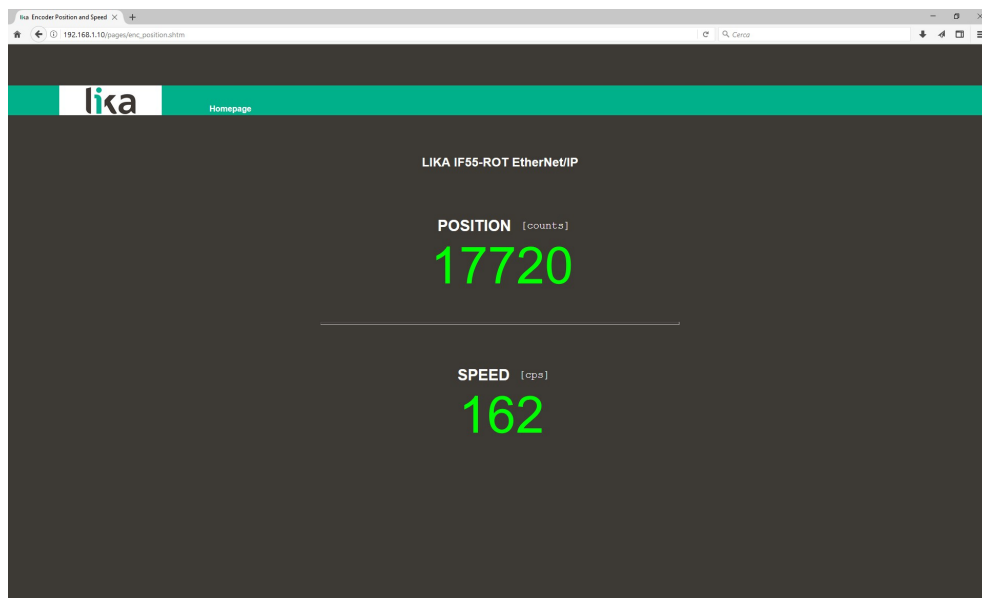 lika Encoder Position and Speed
192.168.1.10/pages/enc_position.shtm
Cerca
lika
Homepage
LIKA IF55-ROT EtherNet/IP
POSITION [counts]
17720
SPEED [cps]
162